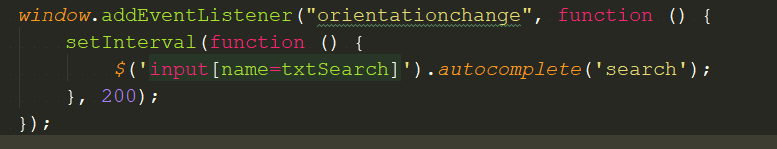 window.addEventListener("orientationchange", function () {
    setInterval(function () {
        $('input[name=txtSearch]').autocomplete('search');
    }, 200);
});